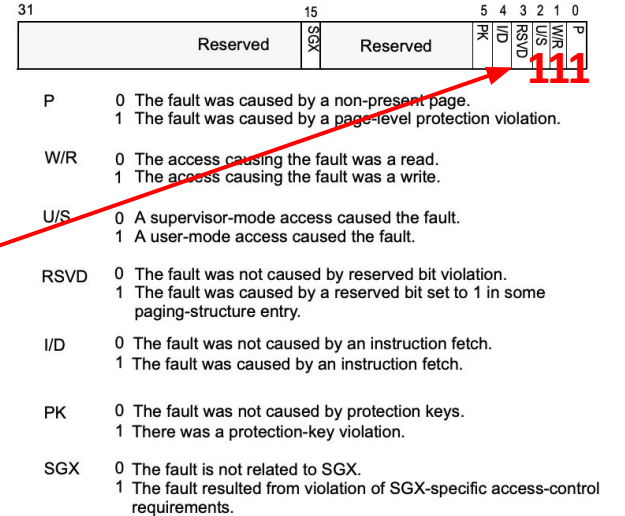 31 15 5 4 3 2 1 0
Reserved SGX Reserved PK I/D RSVD U/S W/R P
111
P 0 The fault was caused by a non-present page.
1 The fault was caused by a page-level protection violation.
W/R 0 The access causing the fault was a read.
1 The access causing the fault was a write.
U/S 0 A supervisor-mode access caused the fault.
1 A user-mode access caused the fault.
RSVD 0 The fault was not caused by reserved bit violation.
1 The fault was caused by a reserved bit set to 1 in some
paging-structure entry.
I/D 0 The fault was not caused by an instruction fetch.
1 The fault was caused by an instruction fetch.
PK 0 The fault was not caused by protection keys.
1 There was a protection-key violation.
SGX 0 The fault is not related to SGX.
1 The fault resulted from violation of SGX-specific access-control
requirements.